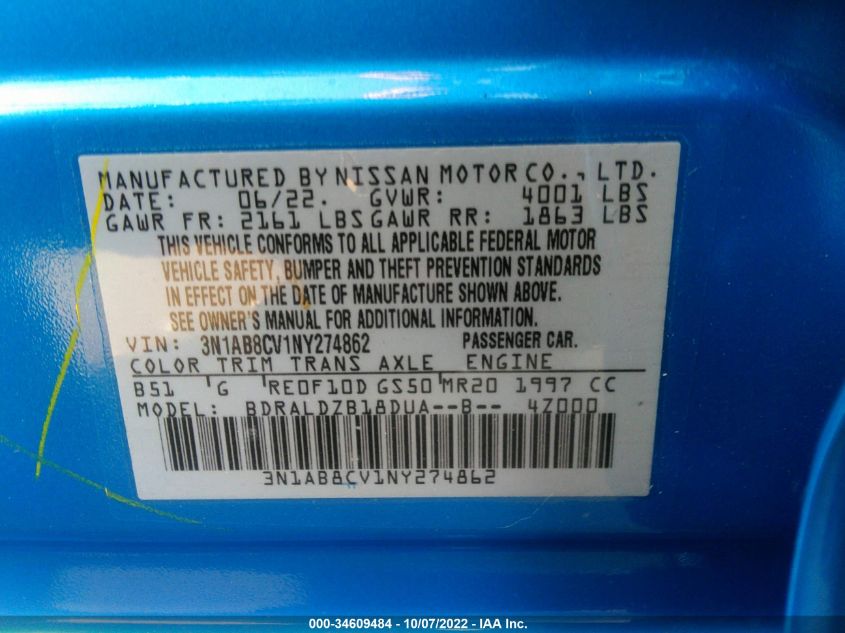 MANUFACTURED BY NISSAN MOTOR CO., LTD.
DATE: 06/22. GVWR: 4001 LBS
GAWR FR: 2161 LBS GAWR RR: 1863 LBS
THIS VEHICLE CONFORMS TO ALL APPLICABLE FEDERAL MOTOR
VEHICLE SAFETY, BUMPER AND THEFT PREVENTION STANDARDS
IN EFFECT ON THE DATE OF MANUFACTURE SHOWN ABOVE.
SEE OWNER'S MANUAL FOR ADDITIONAL INFORMATION.
VIN: 3N1AB8CV1NY274862 PASSENGER CAR.
COLOR TRIM TRANS AXLE ENGINE
B51 G RE0F10D GS50 MR20 1997 CC
MODEL: BDRALDZB18DUA--B-- 4Z000
3N1AB8CV1NY274862
000-34609484 - 10/07/2022 - IAA Inc.